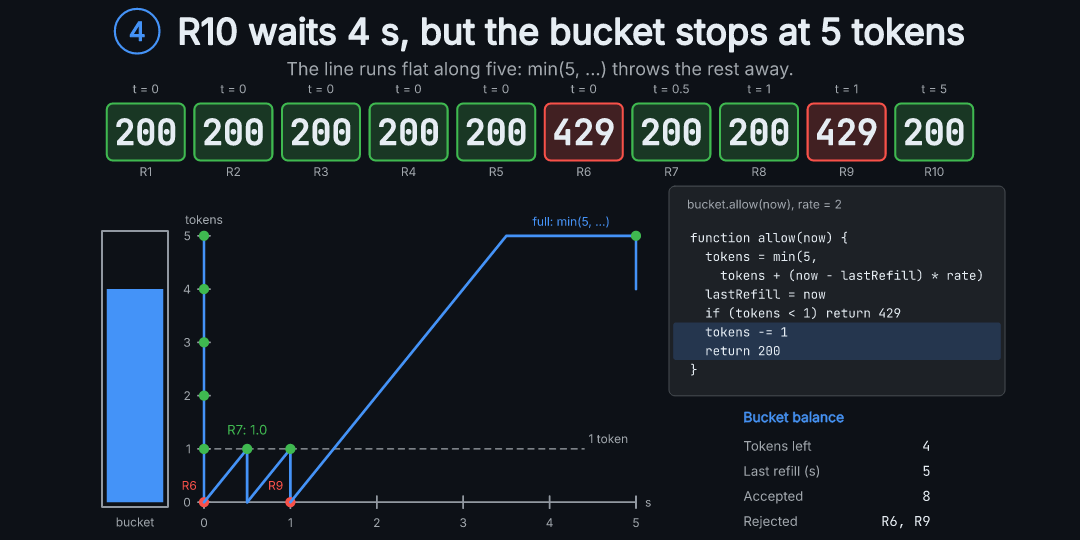 4
R10 waits 4 s, but the bucket stops at 5 tokens
The line runs flat along five: min(5, ...) throws the rest away.
t = 0 t = 0 t = 0 t = 0 t = 0 t = 0 t = 0.5 t = 1 t = 1 t = 5
200 200 200 200 200 429 200 200 429 200
R1 R2 R3 R4 R5 R6 R7 R8 R9 R10
tokens
full: min(5, ...)
5
4
3
2
R7: 1.0
1
1 token
R6
R9
0
s
0 1 2 3 4 5
bucket
bucket.allow(now), rate = 2
function allow(now) {
tokens = min(5,
tokens + (now - lastRefill) * rate)
lastRefill = now
if (tokens < 1) return 429
tokens -= 1
return 200
}
Bucket balance
Tokens left 4
Last refill (s) 5
Accepted 8
Rejected R6, R9